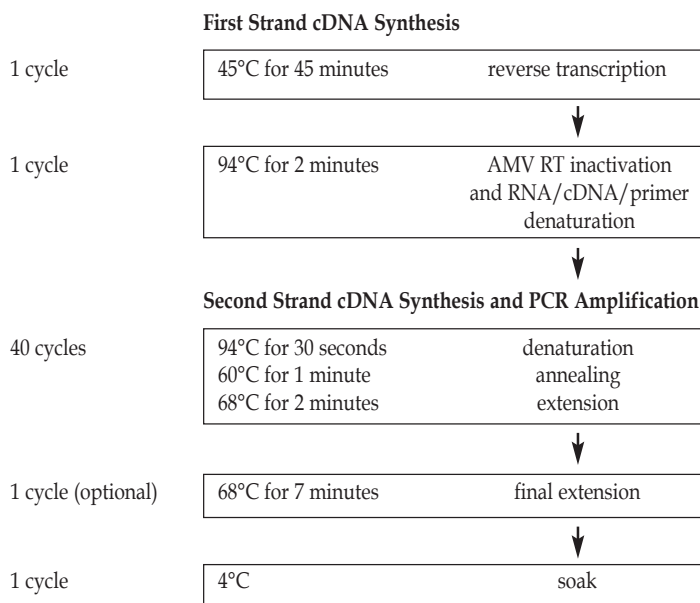 First Strand cDNA Synthesis
1 cycle 45°C for 45 minutes reverse transcription
1 cycle 94°C for 2 minutes AMV RT inactivation
and RNA/cDNA/primer
denaturation
Second Strand cDNA Synthesis and PCR Amplification
40 cycles 94°C for 30 seconds denaturation
60°C for 1 minute annealing
68°C for 2 minutes extension
1 cycle (optional) 68°C for 7 minutes final extension
1 cycle 4°C soak